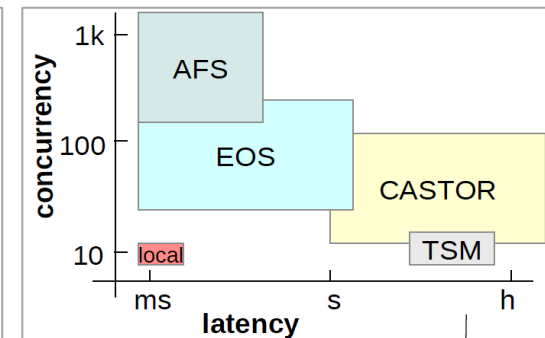 1k
AFS
concurrency
100
EOS
CASTOR
10
local
TSM
ms
s
h
latency